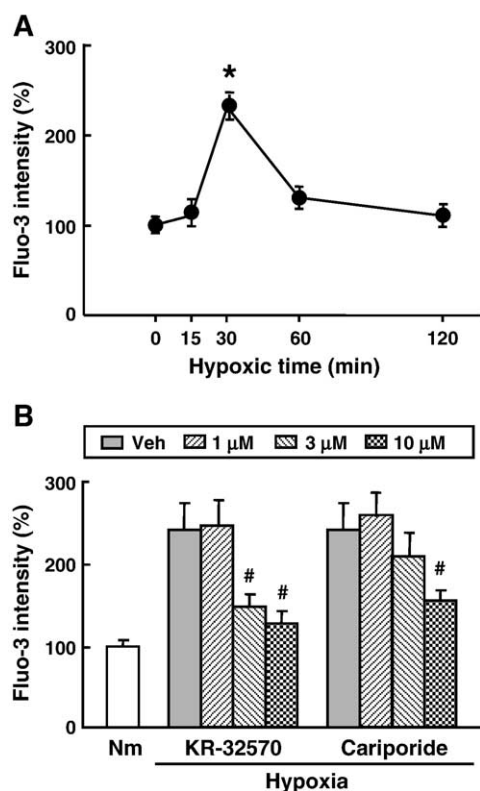 A
Fluo-3 intensity (%)
300
200
100
0
*
0 15 30 60 120
Hypoxic time (min)
B
Veh 1 μM 3 μM 10 μM
Fluo-3 intensity (%)
300
200
100
0
# # #
Nm KR-32570 Cariporide
Hypoxia